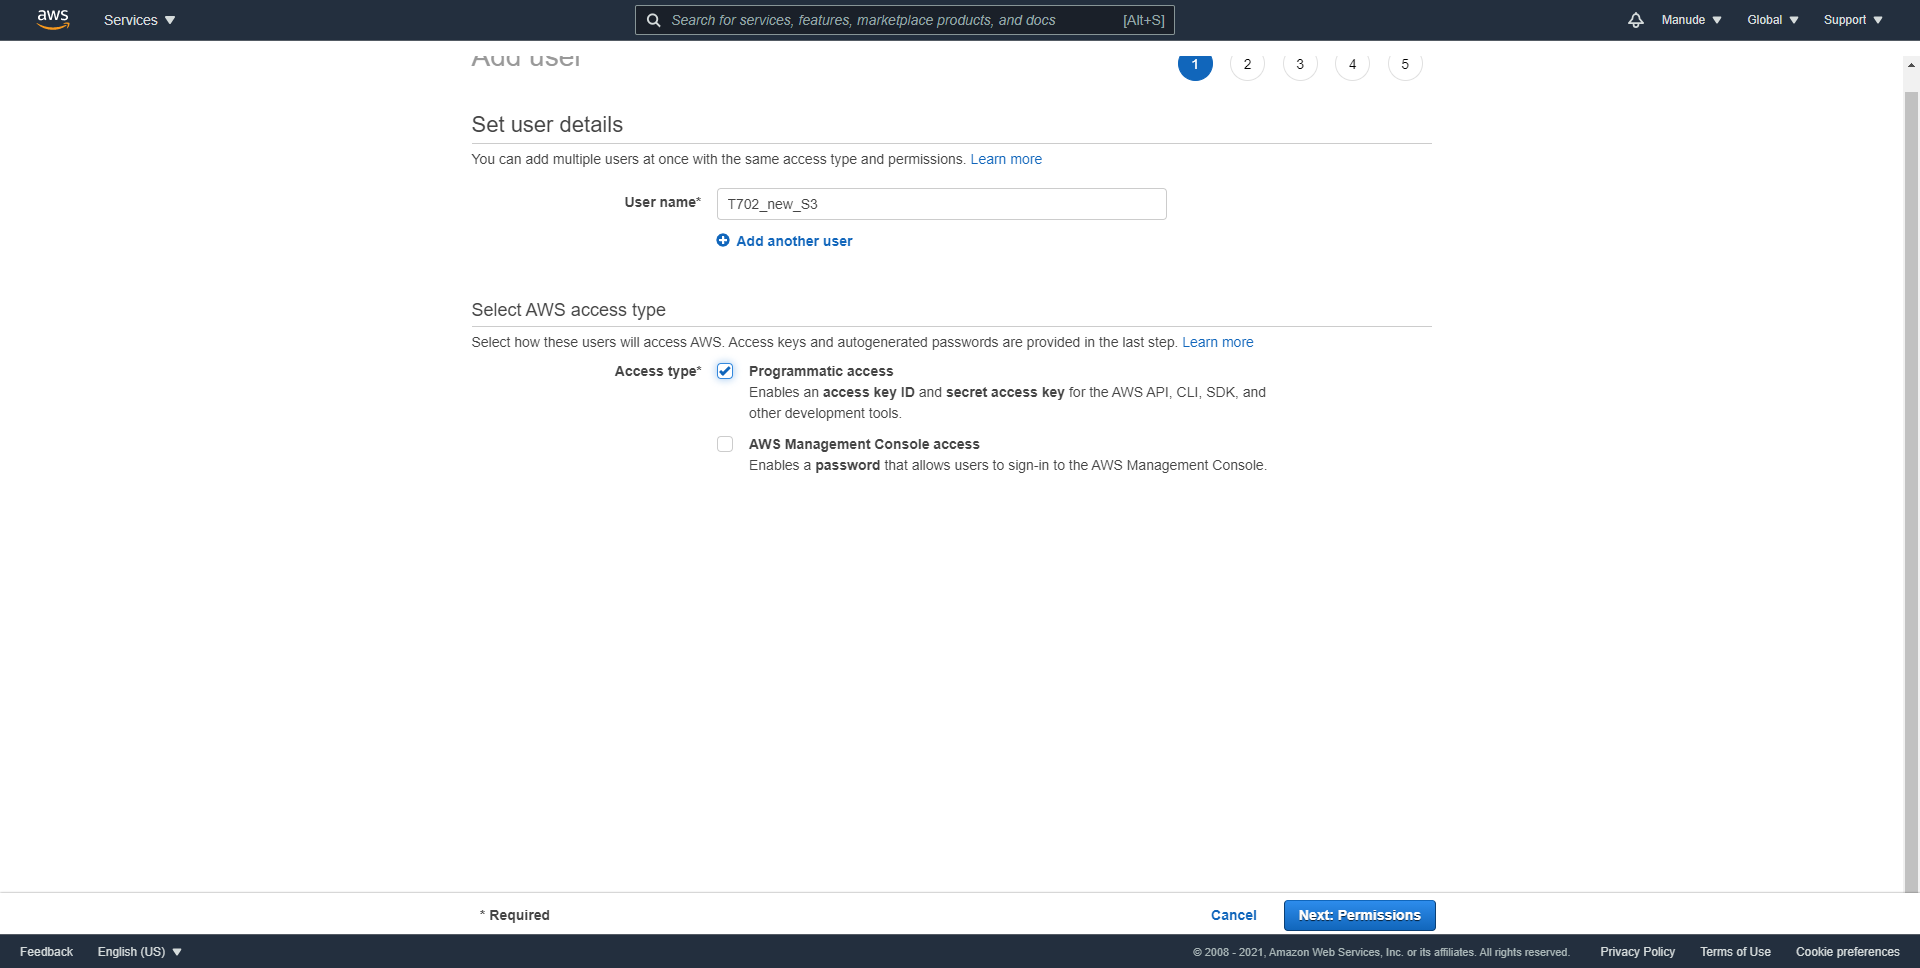 aws
Services
Search for services, features, marketplace products, and docs [Alt+S]
Manude
Global
Support
Add user
1 2 3 4 5
Set user details
You can add multiple users at once with the same access type and permissions. Learn more
User name* T702_new_S3
Add another user
Select AWS access type
Select how these users will access AWS. Access keys and autogenerated passwords are provided in the last step. Learn more
Access type* Programmatic access
Enables an access key ID and secret access key for the AWS API, CLI, SDK, and
other development tools.
AWS Management Console access
Enables a password that allows users to sign-in to the AWS Management Console.
* Required
Cancel
Next: Permissions
Feedback
English (US)
© 2008 - 2021, Amazon Web Services, Inc. or its affiliates. All rights reserved.
Privacy Policy
Terms of Use
Cookie preferences